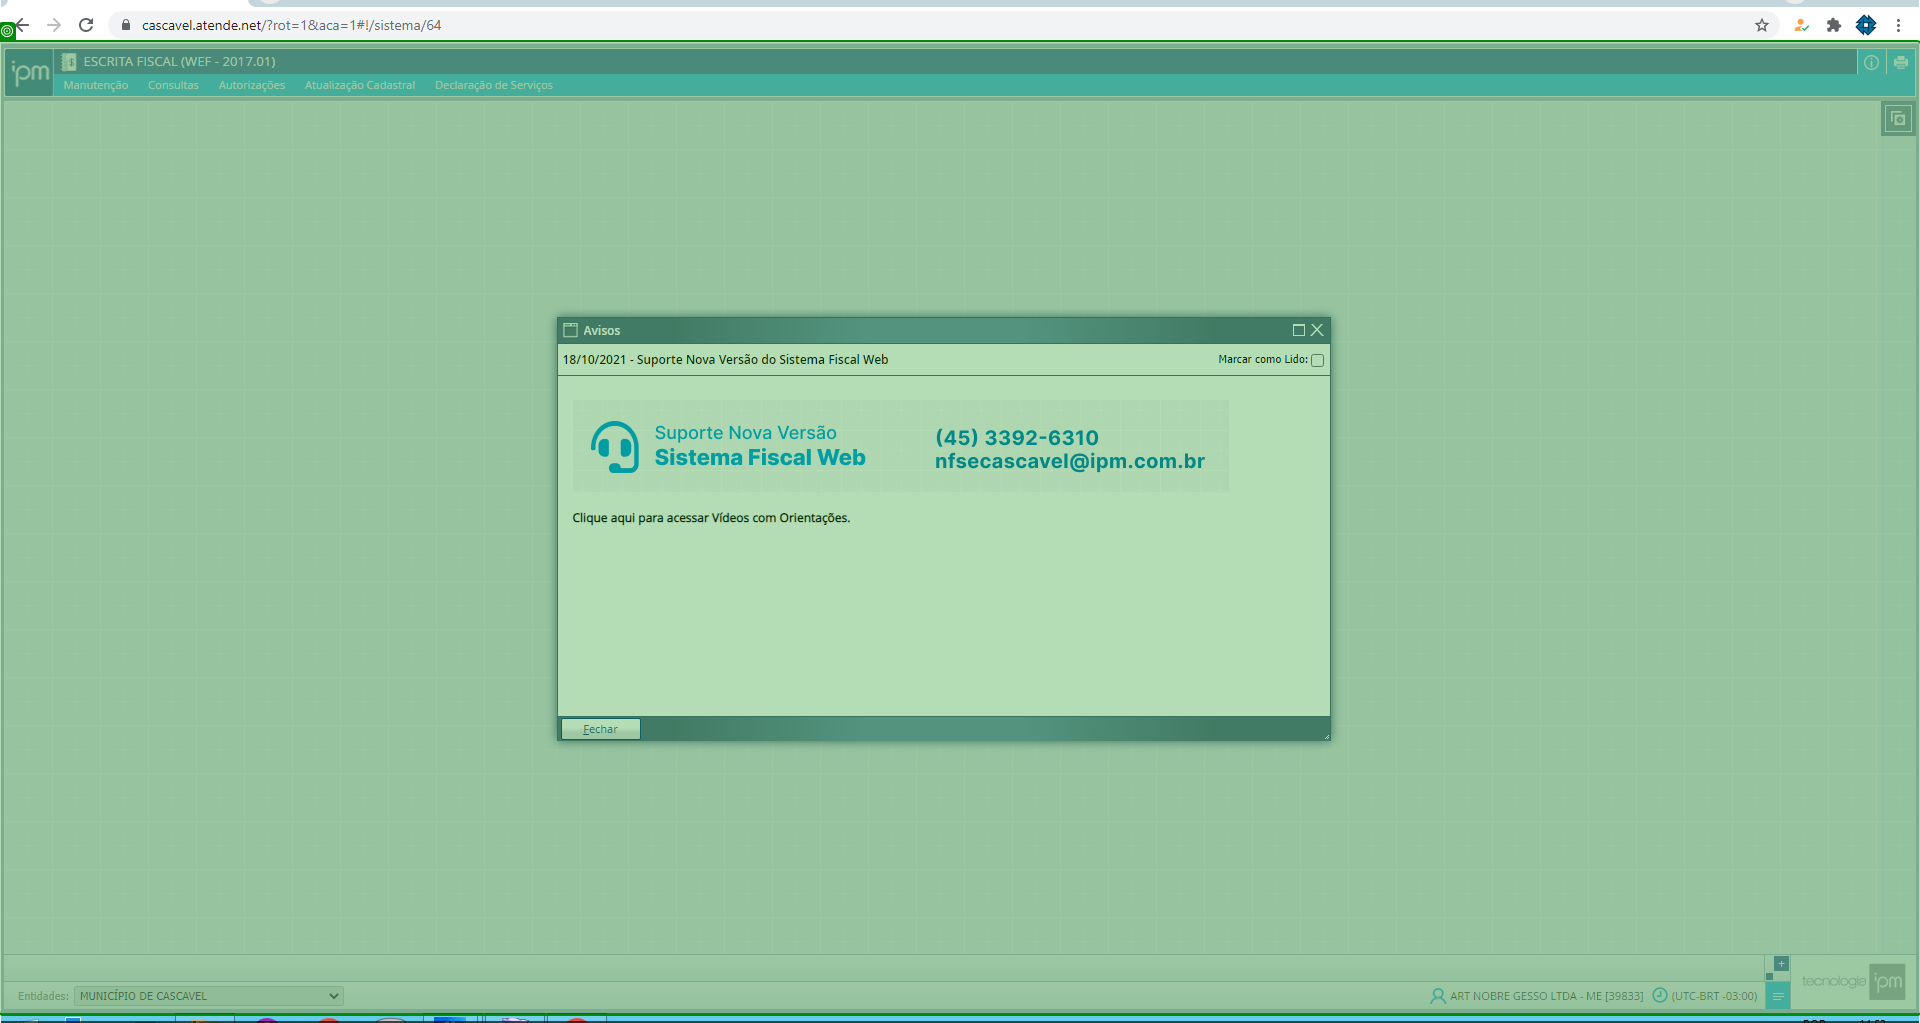 cascavel.atende.net/?rot=1&aca=1#!/sistema/64
ipm
ESCRITA FISCAL (WEF - 2017.01)
Manutenção Consultas Autorizações Atualização Cadastral Declaração de Serviços
Avisos
18/10/2021 - Suporte Nova Versão do Sistema Fiscal Web Marcar como Lido:
Suporte Nova Versão
Sistema Fiscal Web
(45) 3392-6310
nfsecascavel@ipm.com.br
Clique aqui para acessar Vídeos com Orientações.
Fechar
Entidades: MUNICÍPIO DE CASCAVEL
ART NOBRE GESSO LTDA - ME [39833] (UTC-BRT -03:00)
tecnologia ipm